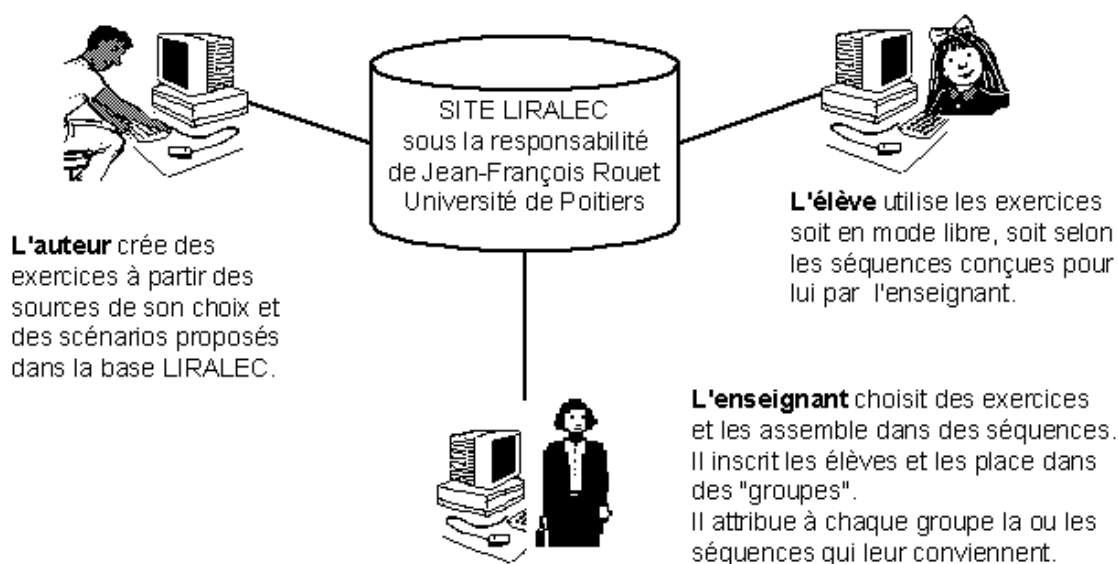 SITE LIRALEC
sous la responsabilité
de Jean-François Rouet
Université de Poitiers
L'auteur crée des
exercices à partir des
sources de son choix et
des scénarios proposés
dans la base LIRALEC.
L'élève utilise les exercices
soit en mode libre, soit selon
les séquences conçues pour
lui par l'enseignant.
L'enseignant choisit des exercices
et les assemble dans des séquences.
Il inscrit les élèves et les place dans
des "groupes".
Il attribue à chaque groupe la ou les
séquences qui leur conviennent.